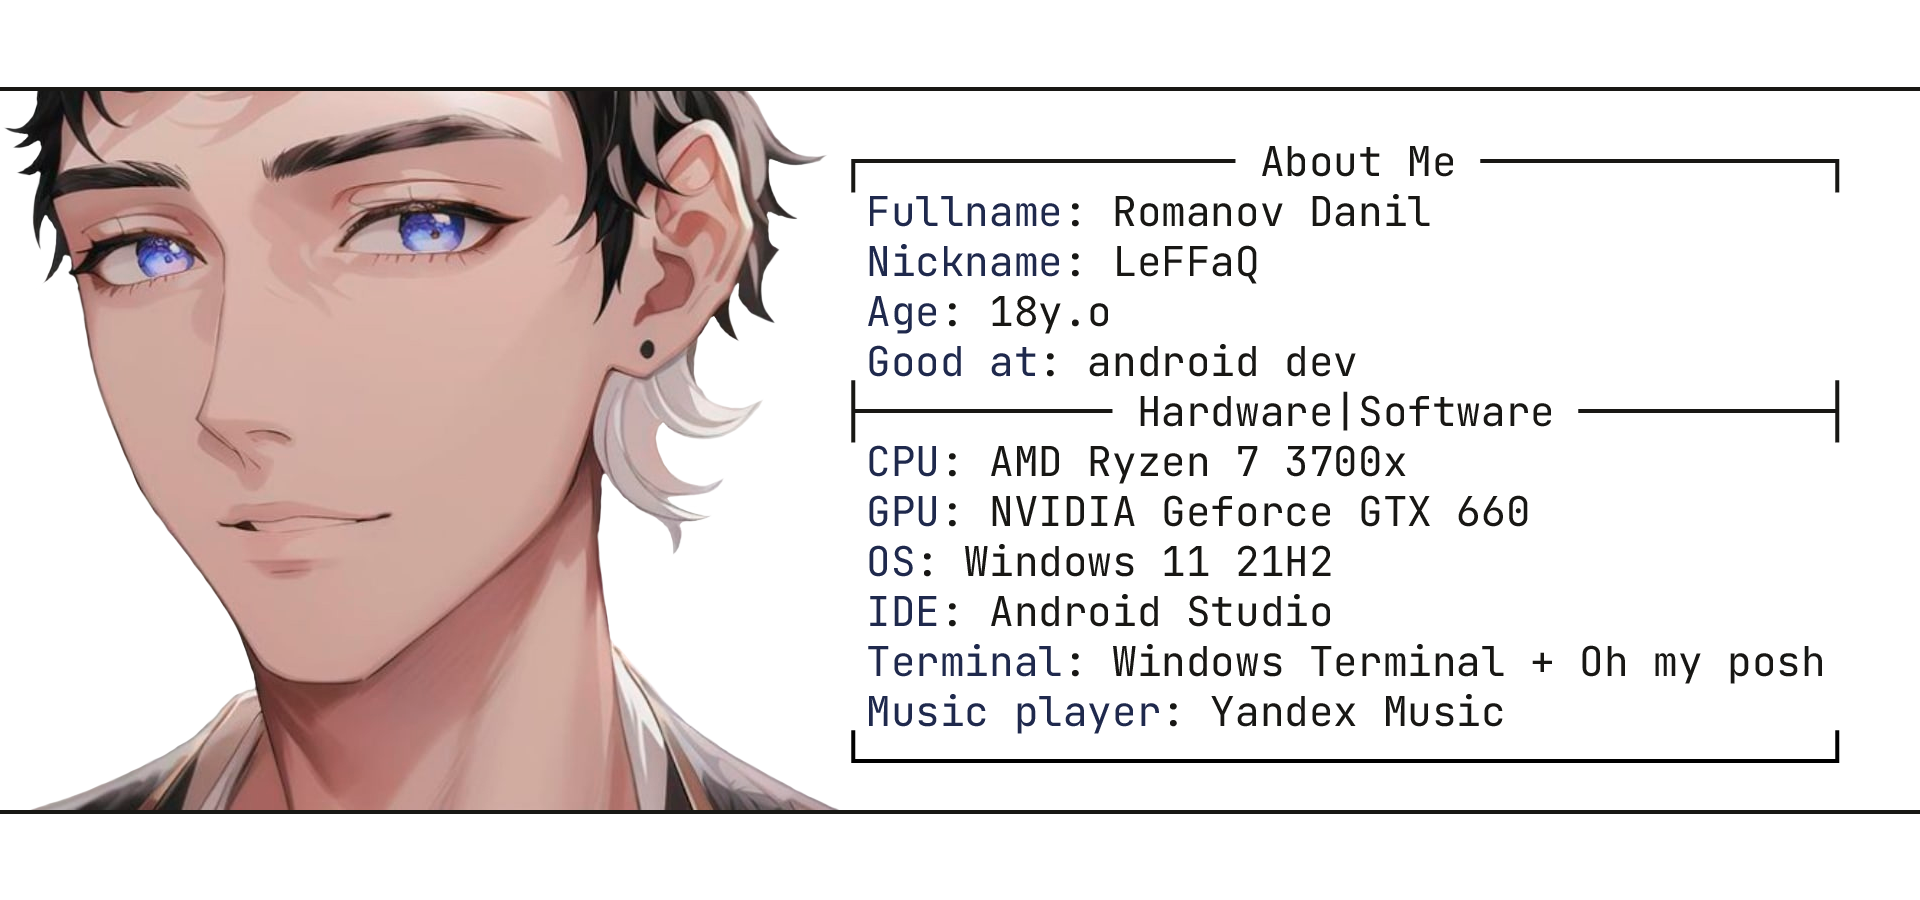 About Me
Fullname: Romanov Danil
Nickname: LeFFaQ
Age: 18y.o
Good at: android dev
Hardware|Software
CPU: AMD Ryzen 7 3700x
GPU: NVIDIA Geforce GTX 660
OS: Windows 11 21H2
IDE: Android Studio
Terminal: Windows Terminal + Oh my posh
Music player: Yandex Music